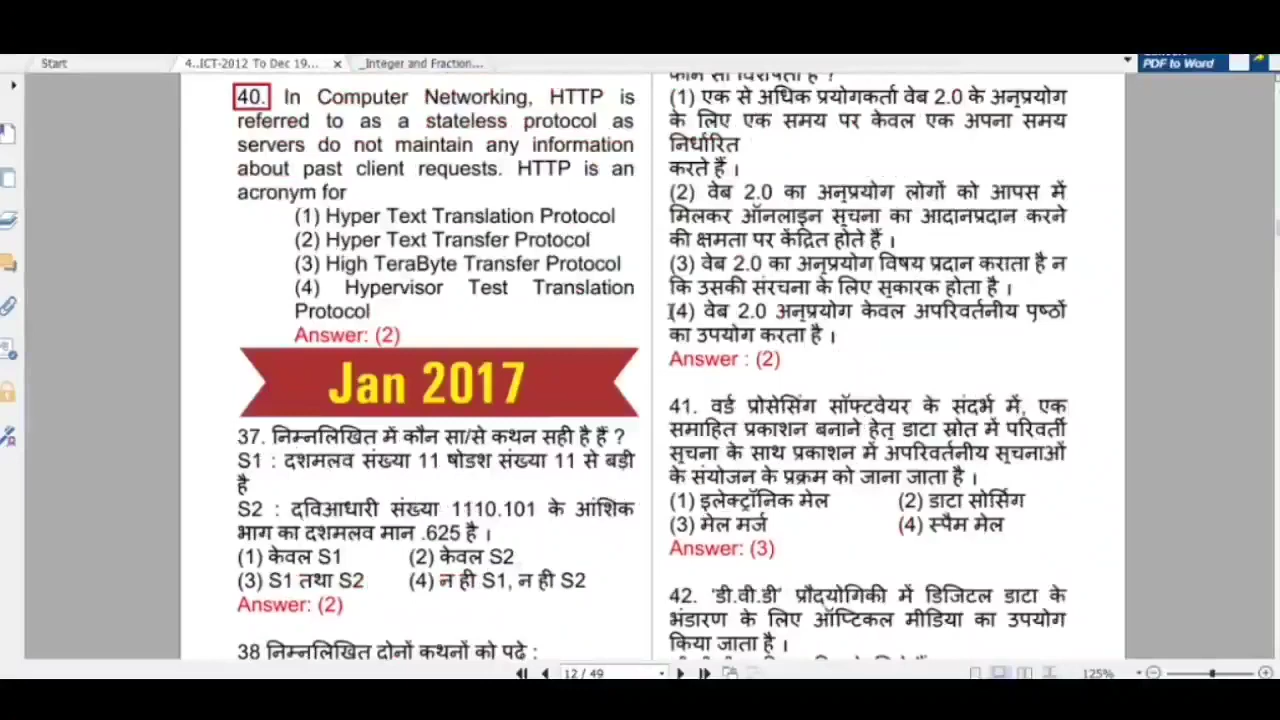 Start
4..ICT-2012 To Dec 19... ×
_Integer and Fraction...
PDF to Word
40. In Computer Networking, HTTP is
referred to as a stateless protocol as
servers do not maintain any information
about past client requests. HTTP is an
acronym for
(1) Hyper Text Translation Protocol
(2) Hyper Text Transfer Protocol
(3) High TeraByte Transfer Protocol
(4) Hypervisor Test Translation
Protocol
Answer: (2)
Jan 2017
37. निम्नलिखित में कौन सा/से कथन सही है हैं ?
S1 : दशमलव संख्या 11 षोडश संख्या 11 से बड़ी
है
S2 : द्विआधारी संख्या 1110.101 के आंशिक
भाग का दशमलव मान .625 है ।
(1) केवल S1 (2) केवल S2
(3) S1 तथा S2 (4) न ही S1, न ही S2
Answer: (2)
38 निम्नलिखित दोनों कथनों को पढ़े :
(1) एक से अधिक प्रयोगकर्ता वेब 2.0 के अनुप्रयोग
के लिए एक समय पर केवल एक अपना समय
निर्धारित
करते हैं ।
(2) वेब 2.0 का अनुप्रयोग लोगों को आपस में
मिलकर ऑनलाइन सूचना का आदानप्रदान करने
की क्षमता पर केंद्रित होते हैं ।
(3) वेब 2.0 का अनुप्रयोग विषय प्रदान कराता है न
कि उसकी संरचना के लिए सुकारक होता है ।
(4) वेब 2.0 अनुप्रयोग केवल अपरिवर्तनीय पृष्ठों
का उपयोग करता है ।
Answer : (2)
41. वर्ड प्रोसेसिंग सॉफ्टवेयर के संदर्भ में, एक
समाहित प्रकाशन बनाने हेतु डाटा स्रोत में परिवर्ती
सूचना के साथ प्रकाशन में अपरिवर्तनीय सूचनाओं
के संयोजन के प्रक्रम को जाना जाता है ।
(1) इलेक्ट्रॉनिक मेल (2) डाटा सोर्सिंग
(3) मेल मर्ज (4) स्पैम मेल
Answer: (3)
42. 'डी.वी.डी' प्रौद्योगिकी में डिजिटल डाटा के
भंडारण के लिए ऑप्टिकल मीडिया का उपयोग
किया जाता है ।
12 / 49
125%